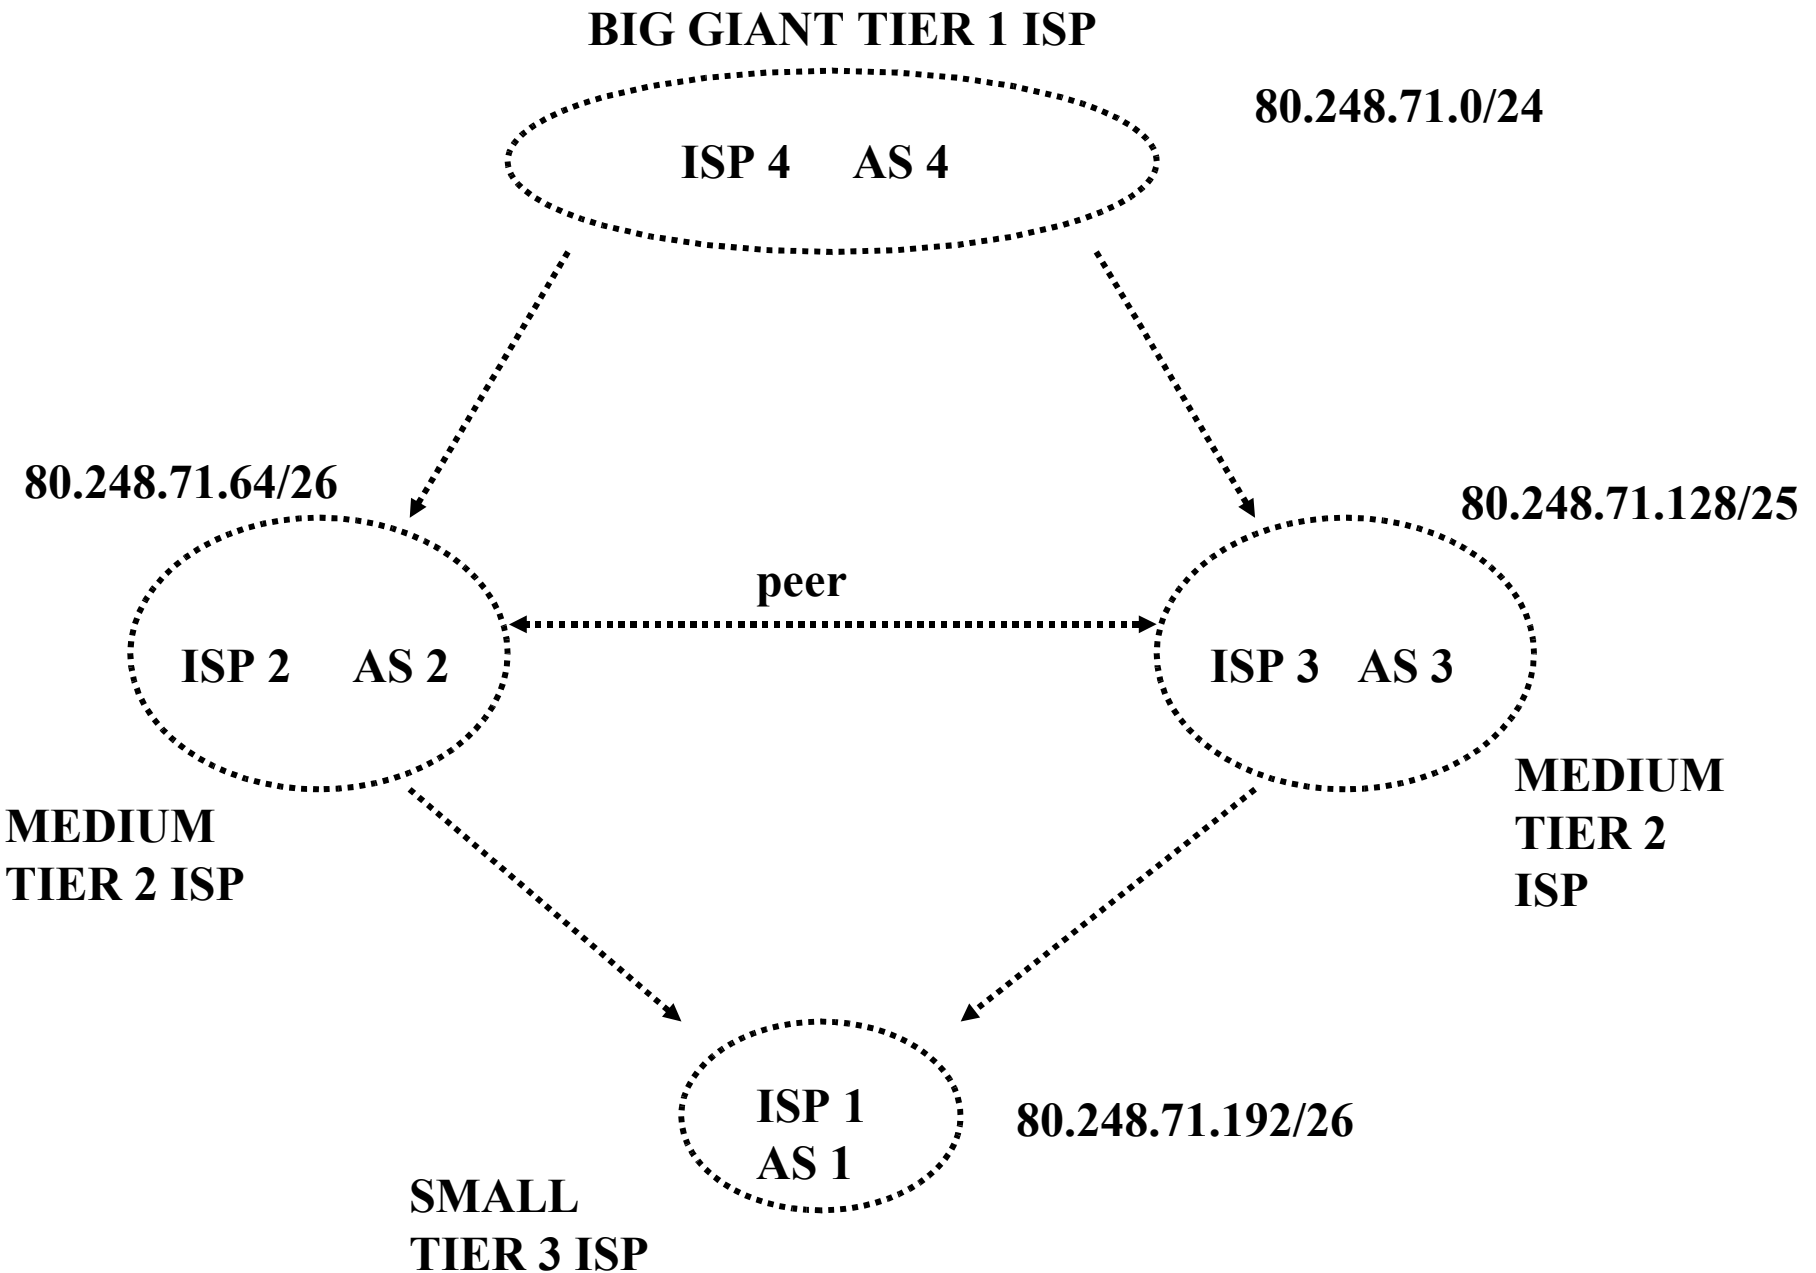 BIG GIANT TIER 1 ISP
80.248.71.0/24
ISP 4 AS 4
80.248.71.64/26
80.248.71.128/25
peer
ISP 2 AS 2
ISP 3 AS 3
MEDIUM
TIER 2 ISP
MEDIUM
TIER 2
ISP
ISP 1
AS 1
80.248.71.192/26
SMALL
TIER 3 ISP